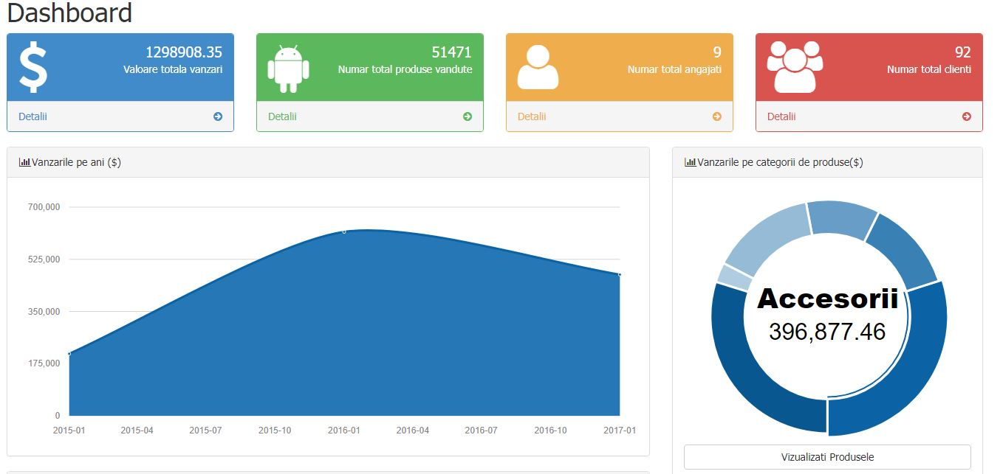 Dashboard
1298908.35
Valoare totala vanzari
Detalii
51471
Numar total produse vandute
Detalii
9
Numar total angajati
Detalii
92
Numar total clienti
Detalii
Vanzarile pe ani ($)
700,000
525,000
350,000
175,000
0
2015-01 2015-04 2015-07 2015-10 2016-01 2016-04 2016-07 2016-10 2017-01
Vanzarile pe categorii de produse($)
Accesorii
396,877.46
Vizualizati Produsele